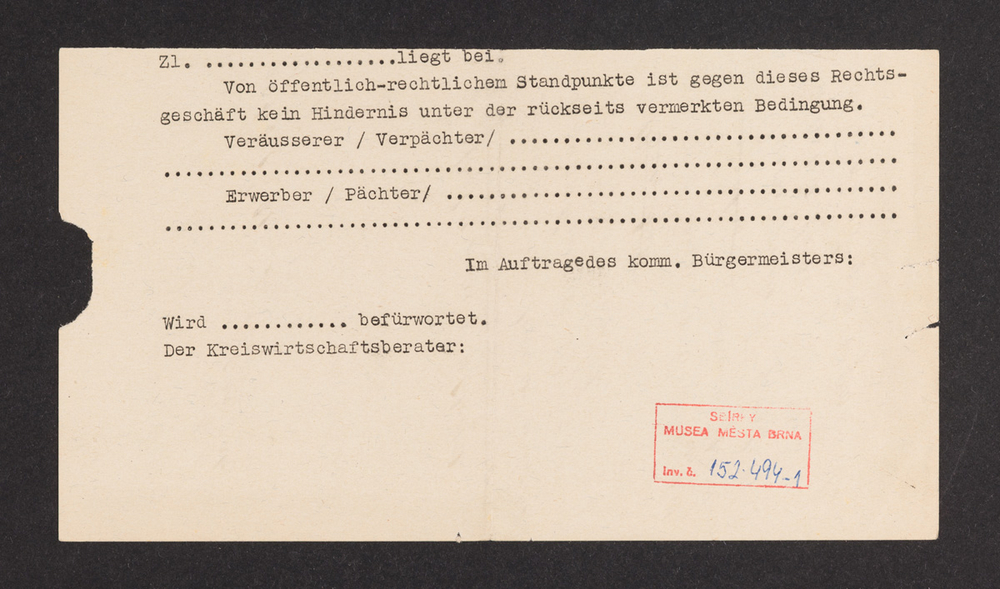 Zl. ..................liegt bei.
Von öffentlich-rechtlichem Standpunkte ist gegen dieses Rechts-
geschäft kein Hindernis unter der rückseits vermerkten Bedingung.
Veräusserer / Verpächter/ ....................................
....................................................................
Erwerber / Pächter/ ..........................................
....................................................................
Im Auftragedes komm. Bürgermeisters:
Wird ............ befürwortet.
Der Kreiswirtschaftsberater:
SBÍRKY
MUSEA MĚSTA BRNA
inv. č. 152.494-1